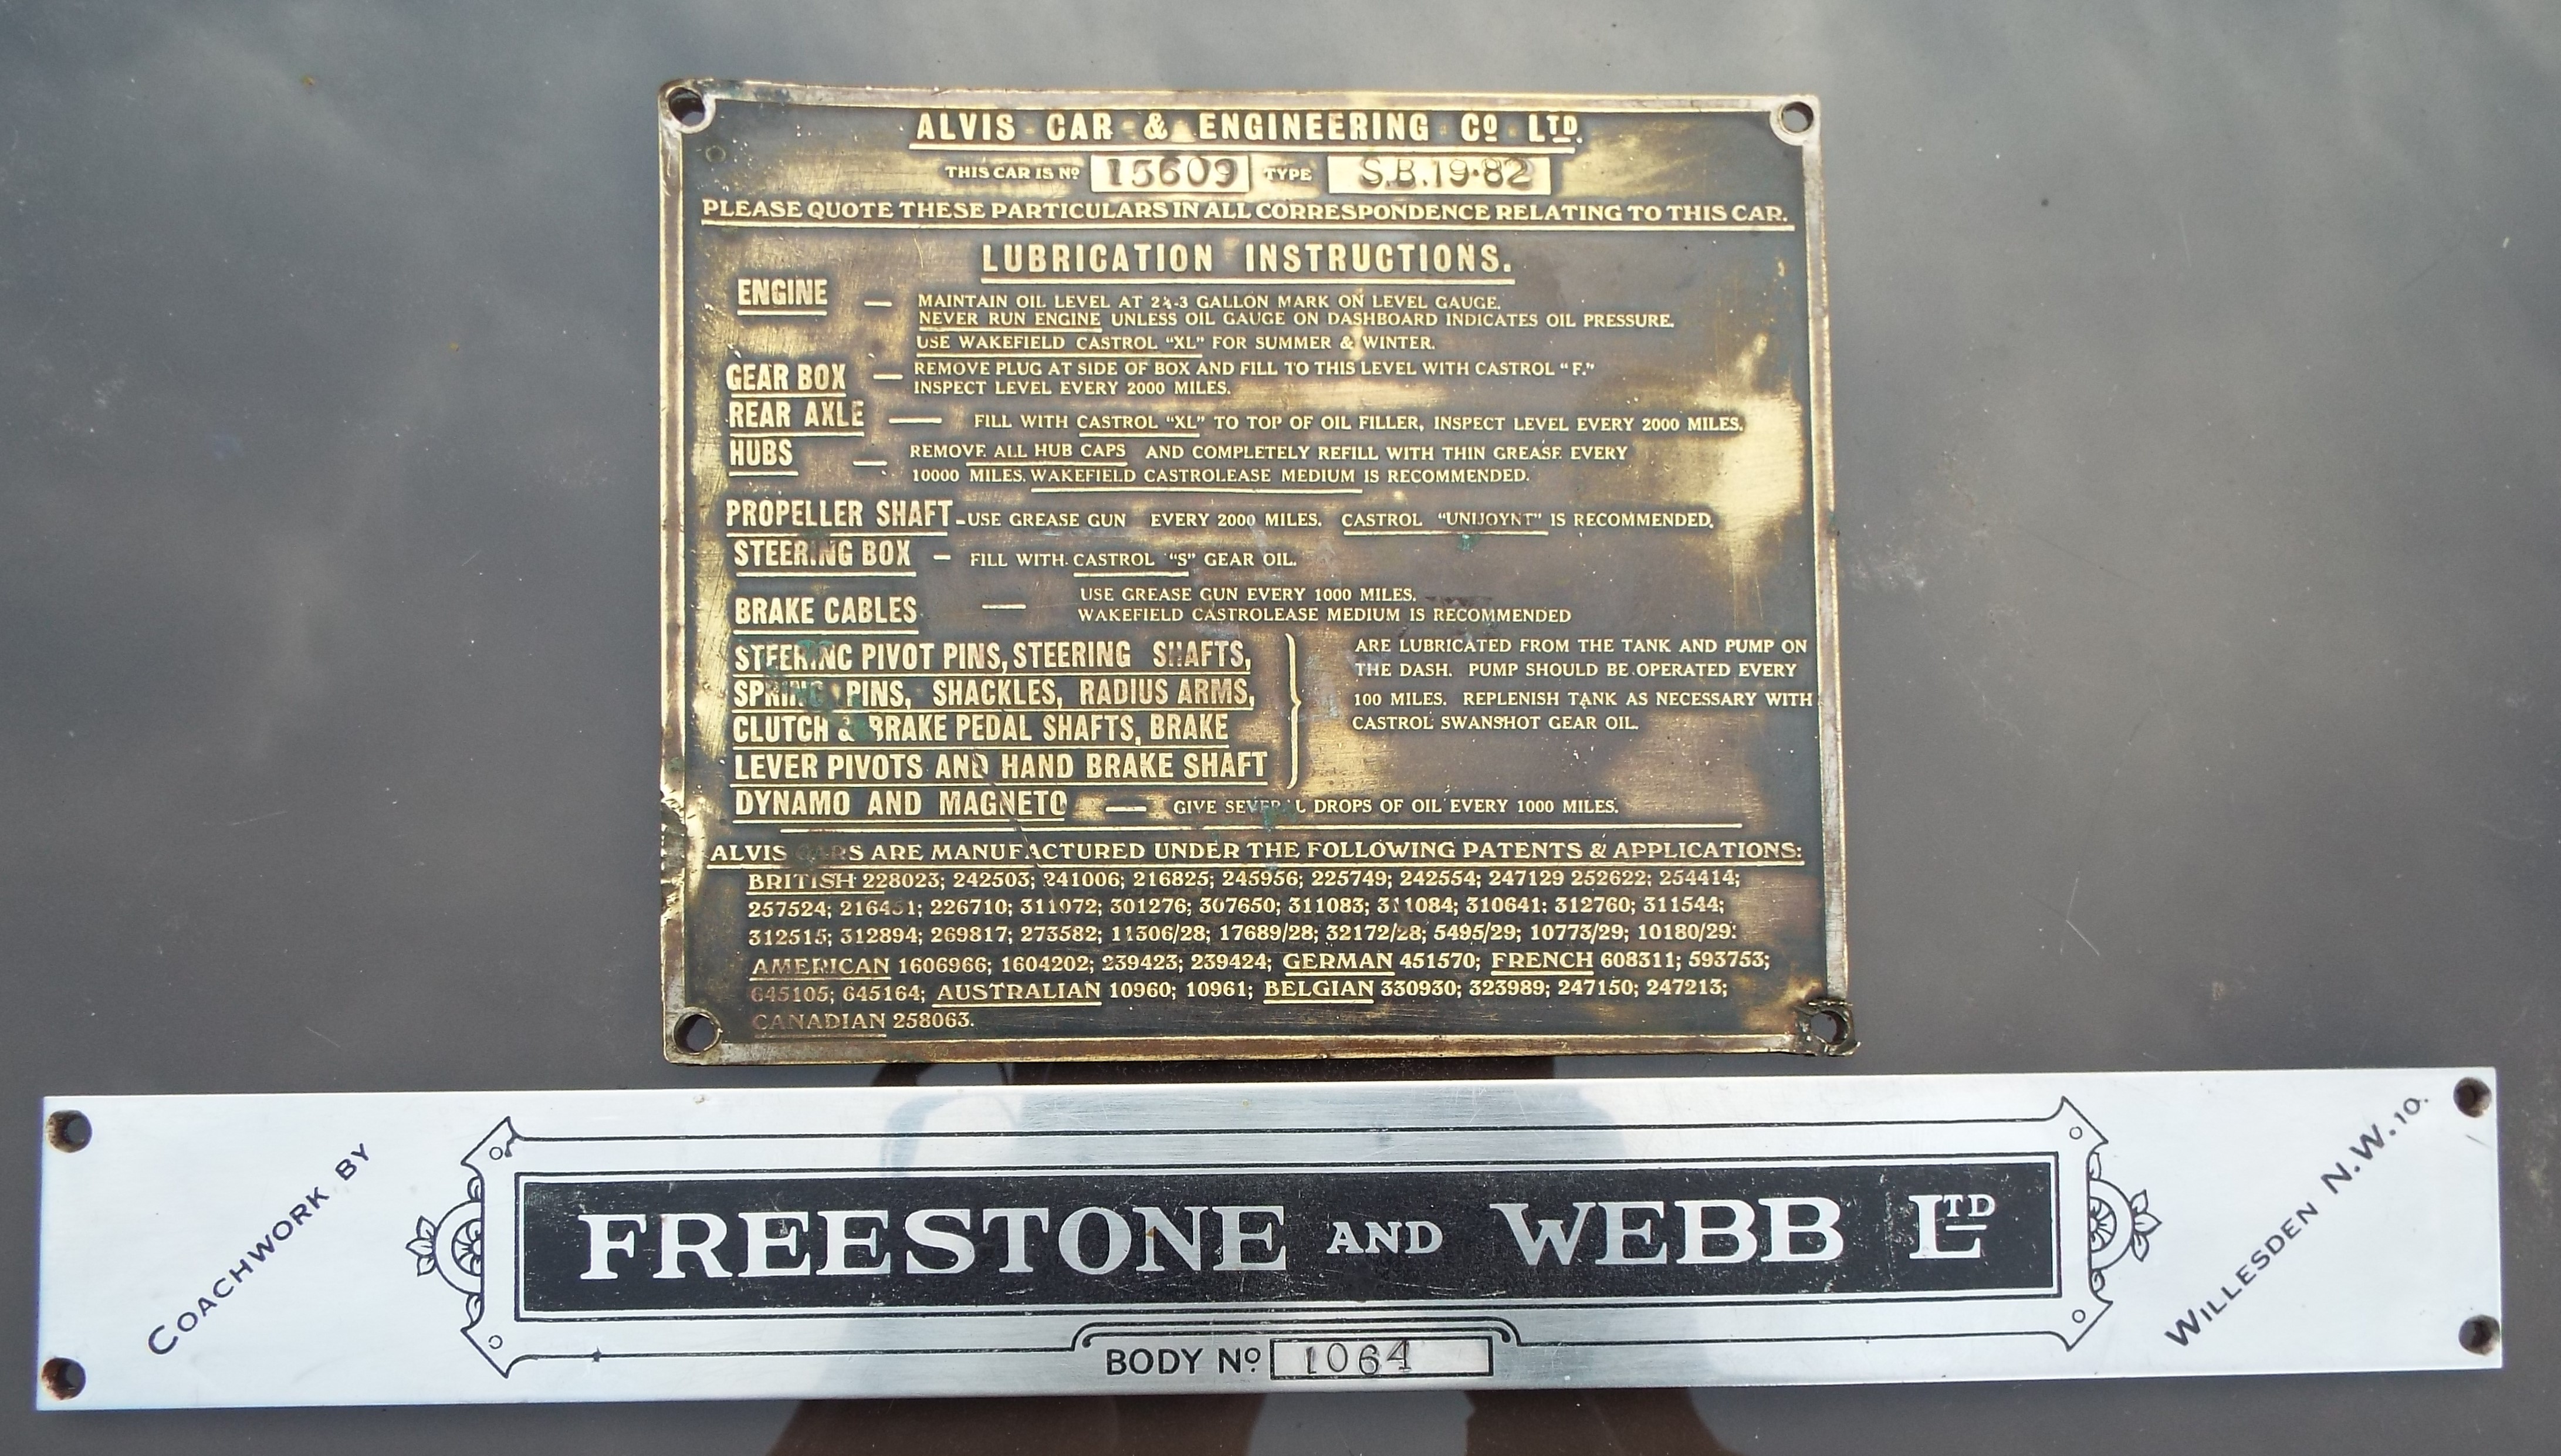 ALVIS CAR & ENGINEERING Cº LTD.
THIS CAR IS Nº 15609 TYPE S.B.19·82
PLEASE QUOTE THESE PARTICULARS IN ALL CORRESPONDENCE RELATING TO THIS CAR.
LUBRICATION INSTRUCTIONS.
ENGINE — MAINTAIN OIL LEVEL AT GALLON MARK ON LEVEL GAUGE.
NEVER RUN ENGINE UNLESS OIL GAUGE ON DASHBOARD INDICATES OIL PRESSURE.
USE WAKEFIELD CASTROL "XL" FOR SUMMER & WINTER.
GEAR BOX — REMOVE PLUG AT SIDE OF BOX AND FILL TO THIS LEVEL WITH CASTROL "F."
INSPECT LEVEL EVERY 2000 MILES.
REAR AXLE — FILL WITH CASTROL "XL" TO TOP OF OIL FILLER, INSPECT LEVEL EVERY 2000 MILES.
HUBS — REMOVE ALL HUB CAPS AND COMPLETELY REFILL WITH THIN GREASE EVERY
10000 MILES. WAKEFIELD CASTROLEASE MEDIUM IS RECOMMENDED.
PROPELLER SHAFT - USE GREASE GUN EVERY 2000 MILES. CASTROL "UNIJOYNT" IS RECOMMENDED.
STEERING BOX — FILL WITH CASTROL "S" GEAR OIL.
BRAKE CABLES — USE GREASE GUN EVERY 1000 MILES.
WAKEFIELD CASTROLEASE MEDIUM IS RECOMMENDED
STEERING PIVOT PINS, STEERING SHAFTS,
SPRING PINS, SHACKLES, RADIUS ARMS,
CLUTCH & BRAKE PEDAL SHAFTS, BRAKE
LEVER PIVOTS AND HAND BRAKE SHAFT
ARE LUBRICATED FROM THE TANK AND PUMP ON
THE DASH. PUMP SHOULD BE OPERATED EVERY
100 MILES. REPLENISH TANK AS NECESSARY WITH
CASTROL SWANSHOT GEAR OIL.
DYNAMO AND MAGNETO — GIVE SEVERAL DROPS OF OIL EVERY 1000 MILES.
ALVIS CARS ARE MANUFACTURED UNDER THE FOLLOWING PATENTS & APPLICATIONS:
BRITISH 228023; 242503; 241006; 216825; 245956; 225749; 242554; 247129 252622; 254414;
257524; 226710; 311072; 301276; 307650; 311083; 311084; 310641; 312760; 311544;
312515; 312894; 269817; 273582; 11306/28; 17689/28; 32172/28; 5495/29; 10773/29; 10180/29:
AMERICAN 1606966; 1604202; 239423; 239424; GERMAN 451570; FRENCH 608311; 593753;
645105; 645164; AUSTRALIAN 10960; 10961; BELGIAN 330930; 323989; 247150; 247213;
CANADIAN 258063.
COACHWORK BY
FREESTONE AND WEBB LTD
WILLESDEN N.W.10.
BODY Nº 1064